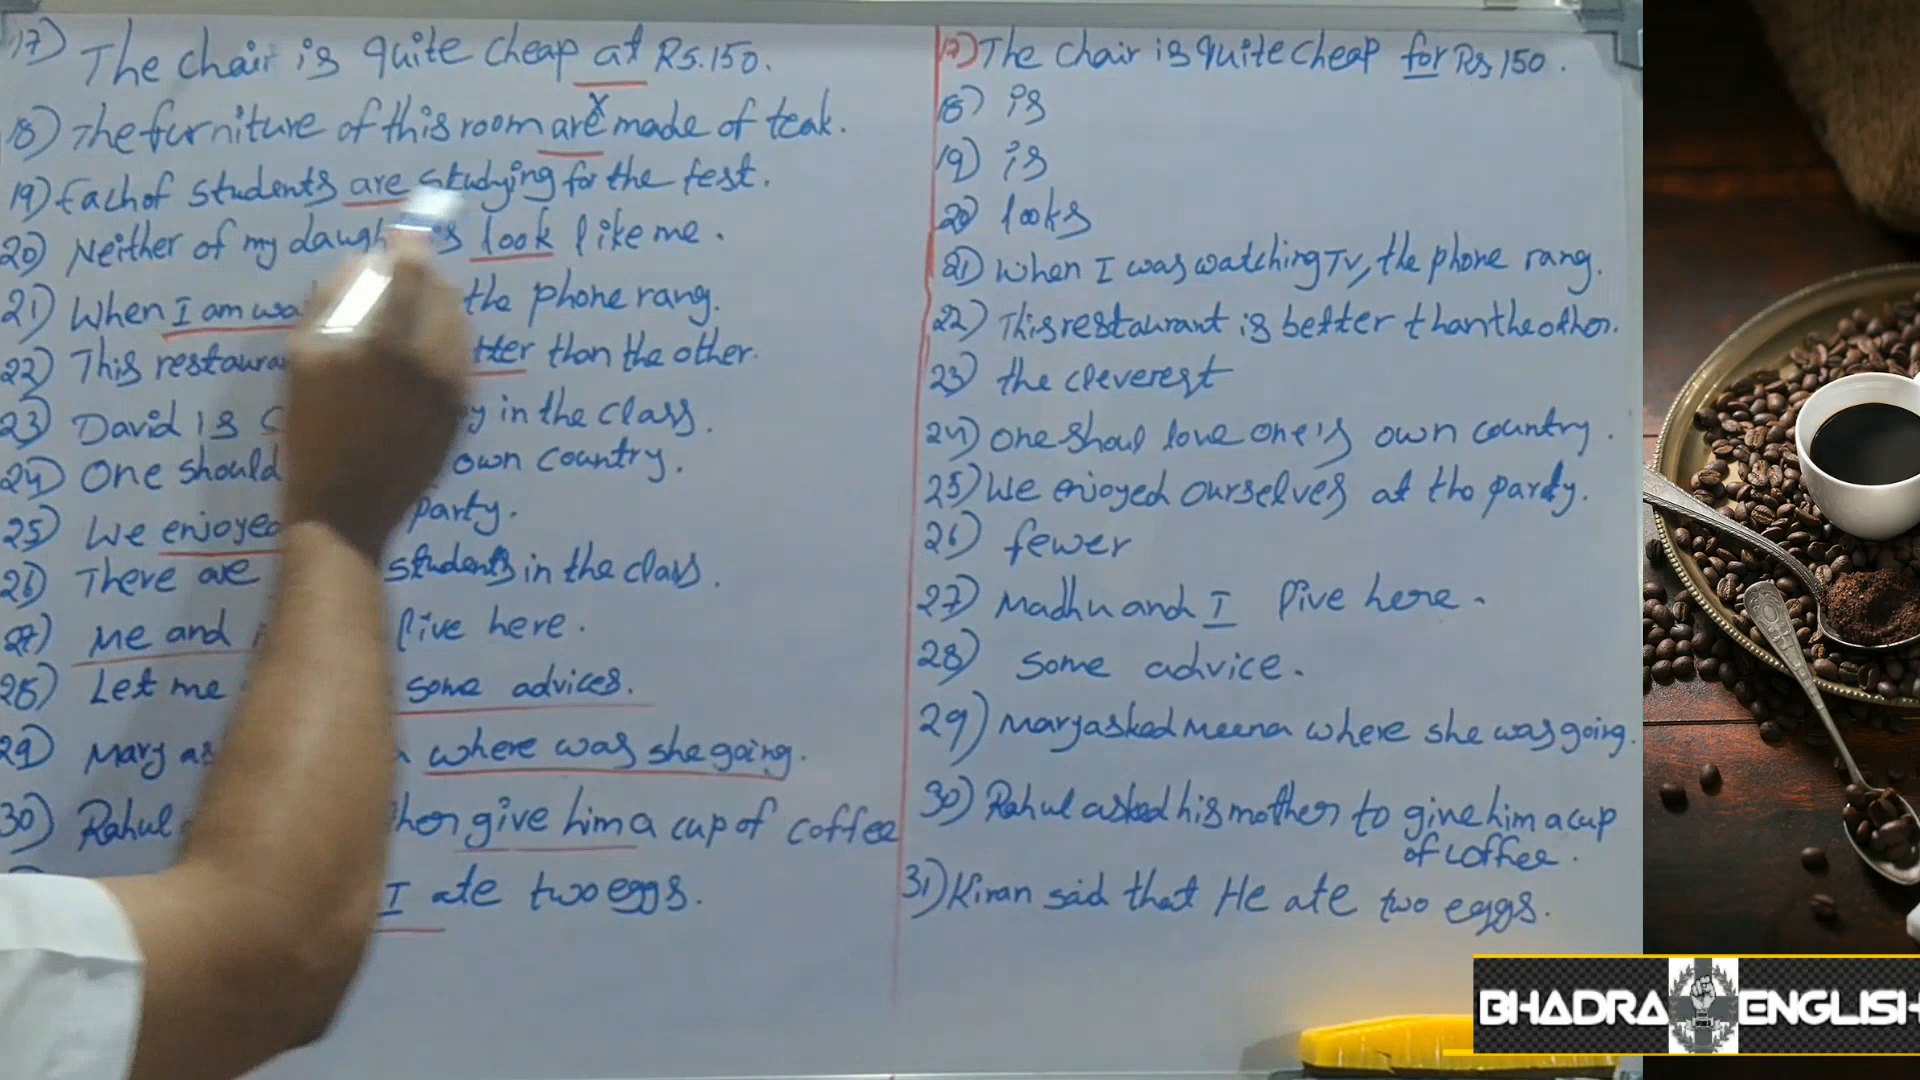 17) The chair is quite cheap at Rs.150.
18) The furniture of this room are x made of teak.
19) Each of students are studying for the test.
20) Neither of my look like me.
21) When I am the phone rang.
22) This than the other.
23) David is in the class.
24) One should own country.
25) We party.
26) There are students in the class.
27) Me and live here.
28) Let me some advices.
29) Mary where was she going.
30) Rahul give him a cup of coffee
I ate two eggs.
17) The chair is quite cheap for Rs 150.
18) is
19) is
20) looks
21) When I was watching TV, the phone rang.
22) This restaurant is better than the other.
23) the cleverest
24) One shoul love one's own country.
25) We enjoyed ourselves at the party.
26) fewer
27) Madhu and I live here.
28) some advice.
29) Mary asked Meena where she was going.
30) Rahul asked his mother to give him a cup
of coffee.
31) Kiran said that He ate two eggs.
BHADRA ENGLISH